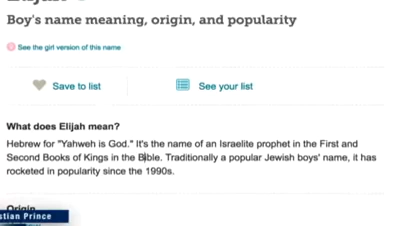 Elijah
Boy's name meaning, origin, and popularity
See the girl version of this name
Save to list
See your list
What does Elijah mean?
Hebrew for "Yahweh is God." It's the name of an Israelite prophet in the First and
Second Books of Kings in the Bible. Traditionally a popular Jewish boys' name, it has
rocketed in popularity since the 1990s.
Origin
stian Prince